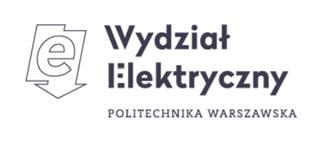 e
Wydział
Elektryczny
POLITECHNIKA WARSZAWSKA